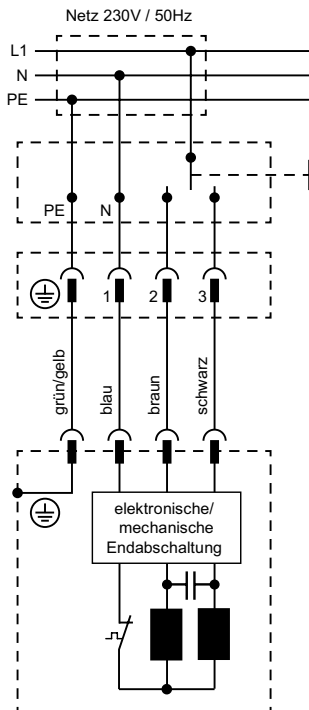 Netz 230V / 50Hz
L1
N
PE
PE N
1 2 3
grün/gelb
blau
braun
schwarz
elektronische/
mechanische
Endabschaltung